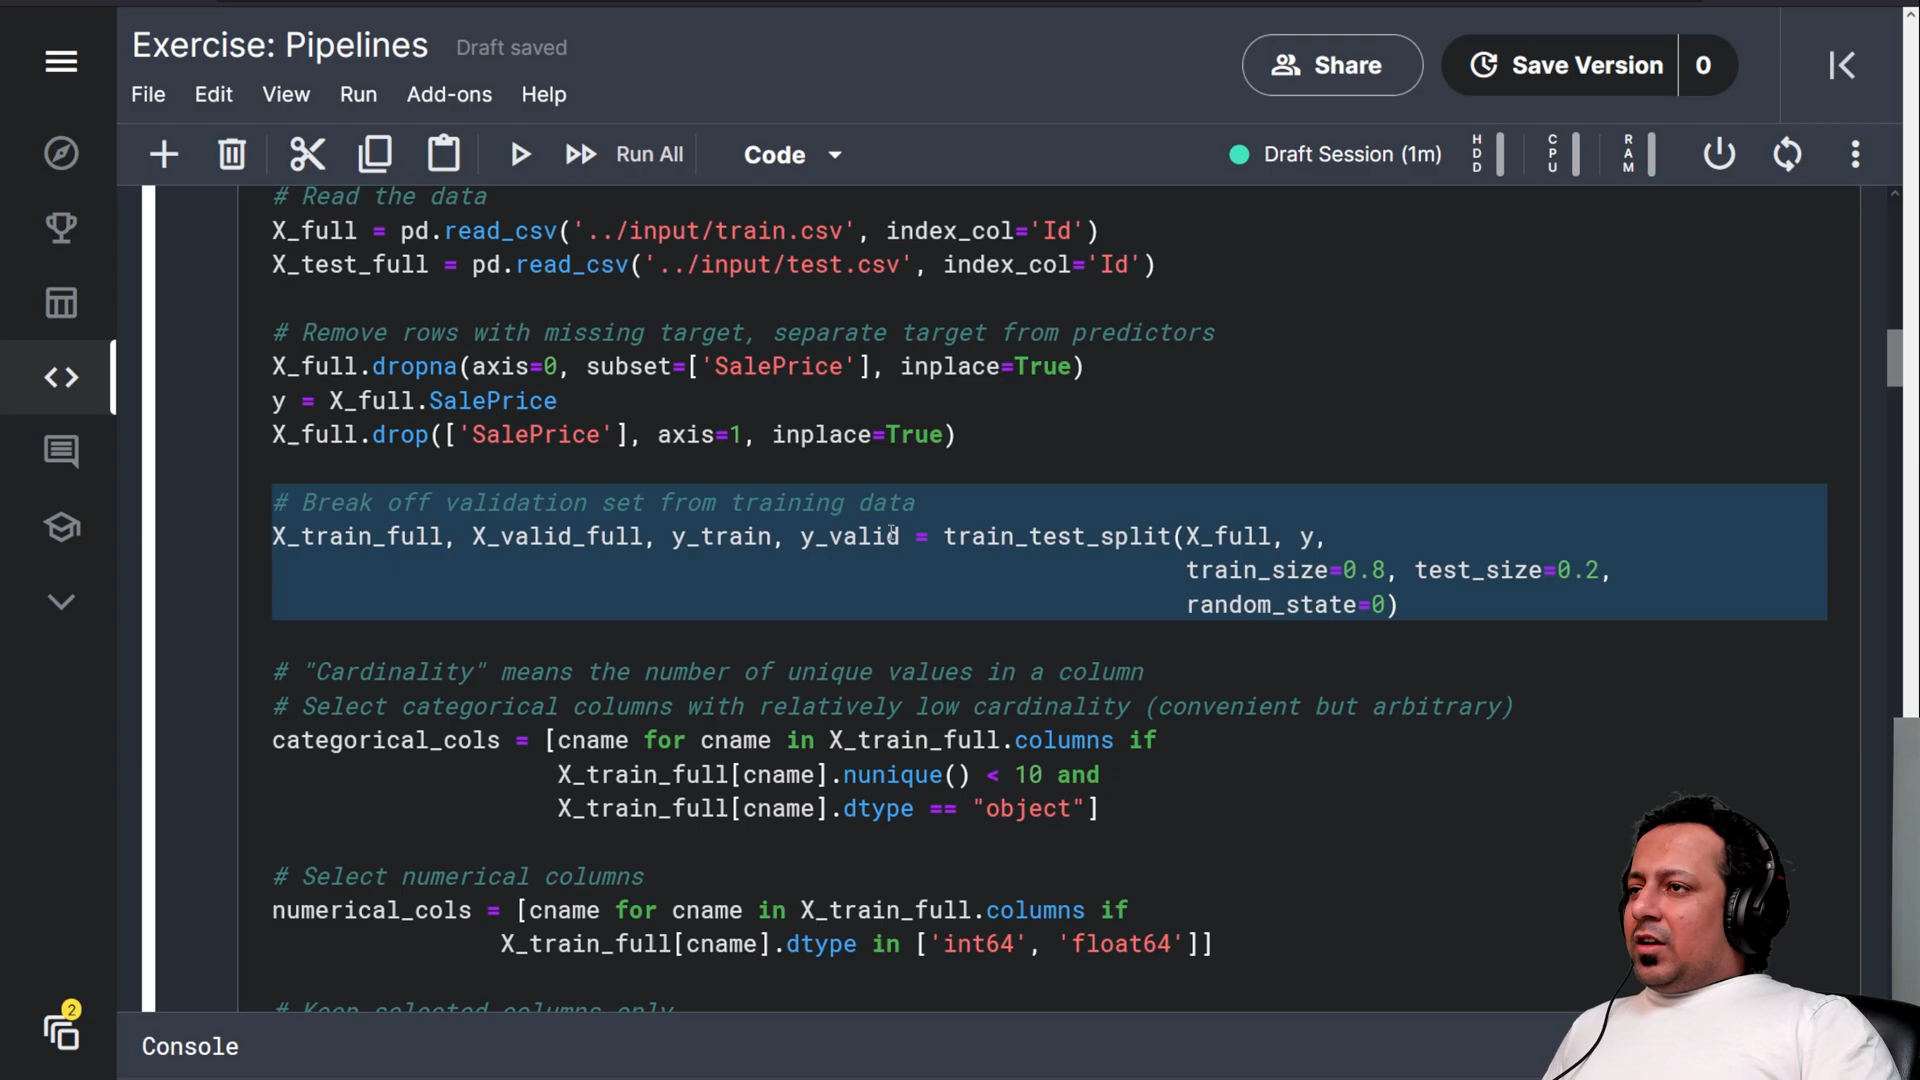 Exercise: Pipelines
Draft saved
Share
Save Version
0
File
Edit
View
Run
Add-ons
Help
Run All
Code
Draft Session (1m)
HDD
CPU
RAM
# Read the data
X_full = pd.read_csv('../input/train.csv', index_col='Id')
X_test_full = pd.read_csv('../input/test.csv', index_col='Id')
# Remove rows with missing target, separate target from predictors
X_full.dropna(axis=0, subset=['SalePrice'], inplace=True)
y = X_full.SalePrice
X_full.drop(['SalePrice'], axis=1, inplace=True)
# Break off validation set from training data
X_train_full, X_valid_full, y_train, y_valid = train_test_split(X_full, y,
train_size=0.8, test_size=0.2,
random_state=0)
# "Cardinality" means the number of unique values in a column
# Select categorical columns with relatively low cardinality (convenient but arbitrary)
categorical_cols = [cname for cname in X_train_full.columns if
X_train_full[cname].nunique() < 10 and
X_train_full[cname].dtype == "object"]
# Select numerical columns
numerical_cols = [cname for cname in X_train_full.columns if
X_train_full[cname].dtype in ['int64', 'float64']]
# Keep selected columns only
2
Console